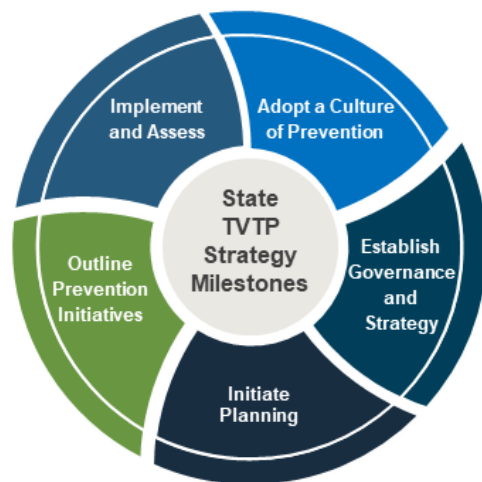 State
TVTP
Strategy
Milestones
Adopt a Culture
of Prevention
Establish
Governance
and
Strategy
Initiate
Planning
Outline
Prevention
Initiatives
Implement
and Assess